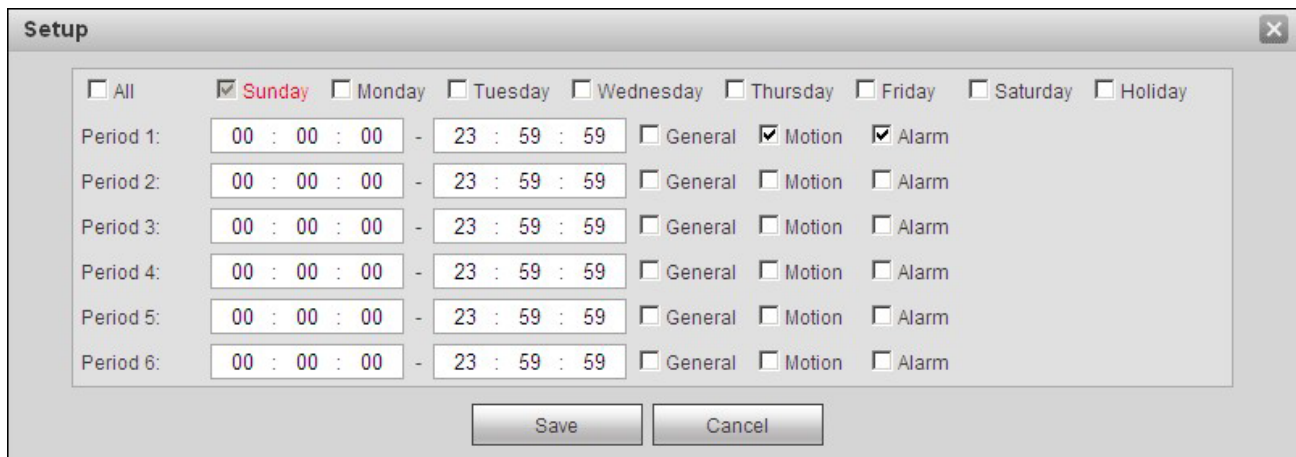 Setup
All Sunday Monday Tuesday Wednesday Thursday Friday Saturday Holiday
Period 1: 00 : 00 : 00 - 23 : 59 : 59 General Motion Alarm
Period 2: 00 : 00 : 00 - 23 : 59 : 59 General Motion Alarm
Period 3: 00 : 00 : 00 - 23 : 59 : 59 General Motion Alarm
Period 4: 00 : 00 : 00 - 23 : 59 : 59 General Motion Alarm
Period 5: 00 : 00 : 00 - 23 : 59 : 59 General Motion Alarm
Period 6: 00 : 00 : 00 - 23 : 59 : 59 General Motion Alarm
Save Cancel